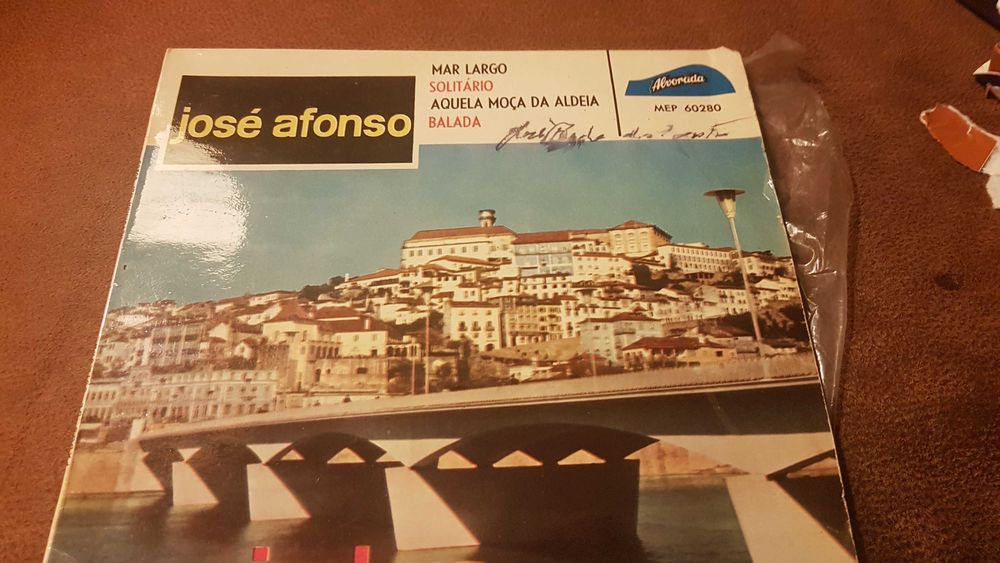 josé afonso
MAR LARGO
SOLITÁRIO
AQUELA MOÇA DA ALDEIA
BALADA
Alvorada
MEP 60280